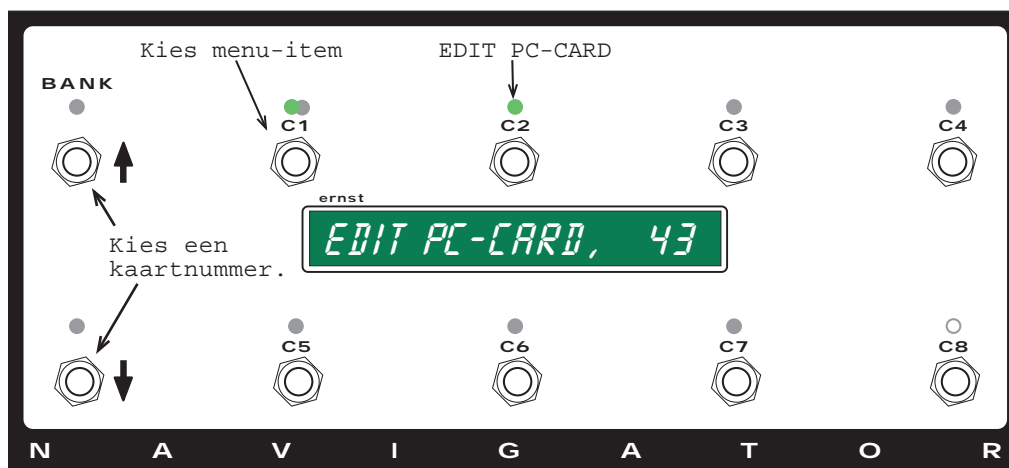 Kies menu-item
EDIT PC-CARD
BANK
C1
C2
C3
C4
ernst
EDIT PC-CARD, 43
Kies een
kaartnummer.
C5
C6
C7
C8
NAVIGATOR